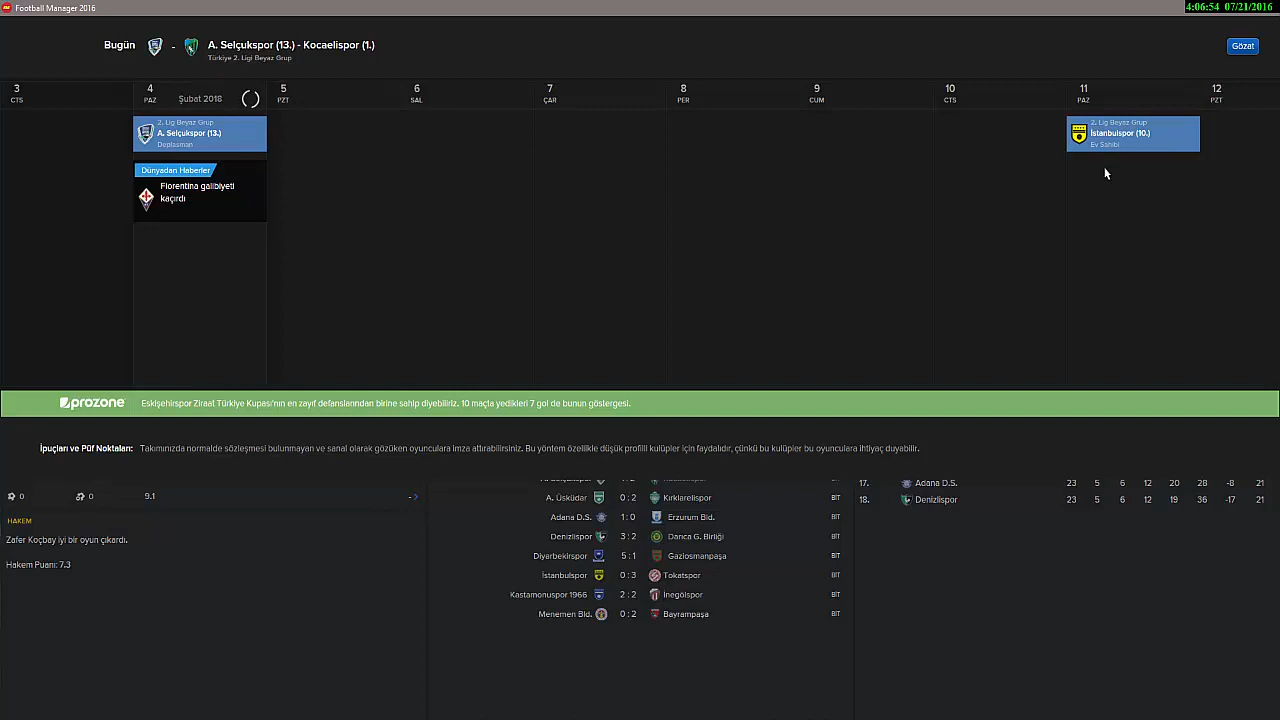 Football Manager 2016
4:06:54 07/21/2016
Bugün - A. Selçukspor (13.) - Kocaelispor (1.)
Türkiye 2. Ligi Beyaz Grup
Gözat
3 4 5 6 7 8 9 10 11 12
CTS PAZ Şubat 2018 PZT SAL ÇAR PER CUM CTS PAZ PZT
2. Lig Beyaz Grup
A. Selçukspor (13.)
Deplasman
2. Lig Beyaz Grup
İstanbulspor (10.)
Ev Sahibi
Dünyadan Haberler
Fiorentina galibiyeti
kaçırdı
prozone Eskişehirspor Ziraat Türkiye Kupası'nın en zayıf defanslarından birine sahip diyebiliriz. 10 maçta yedikleri 7 gol de bunun göstergesi.
İpuçları ve Püf Noktaları: Takımınızda normalde sözleşmesi bulunmayan ve sanal olarak gözüken oyunculara imza attırabilirsiniz. Bu yöntem özellikle düşük profilli kulüpler için faydalıdır, çünkü bu kulüpler bu oyunculara ihtiyaç duyabilir.
0 0 9.1 - >
HAKEM
Zafer Koçbay iyi bir oyun çıkardı.
Hakem Puanı: 7.3
A. Üsküdar 0 : 2 Kırklarelispor BİT
Adana D.S. 1 : 0 Erzurum Bld. BİT
Denizlispor 3 : 2 Darıca G. Birliği BİT
Diyarbekirspor 5 : 1 Gaziosmanpaşa BİT
İstanbulspor 0 : 3 Tokatspor BİT
Kastamonuspor 1966 2 : 2 İnegölspor BİT
Menemen Bld. 0 : 2 Bayrampaşa BİT
17. Adana D.S. 23 5 6 12 20 28 -8 21
18. Denizlispor 23 5 6 12 19 36 -17 21